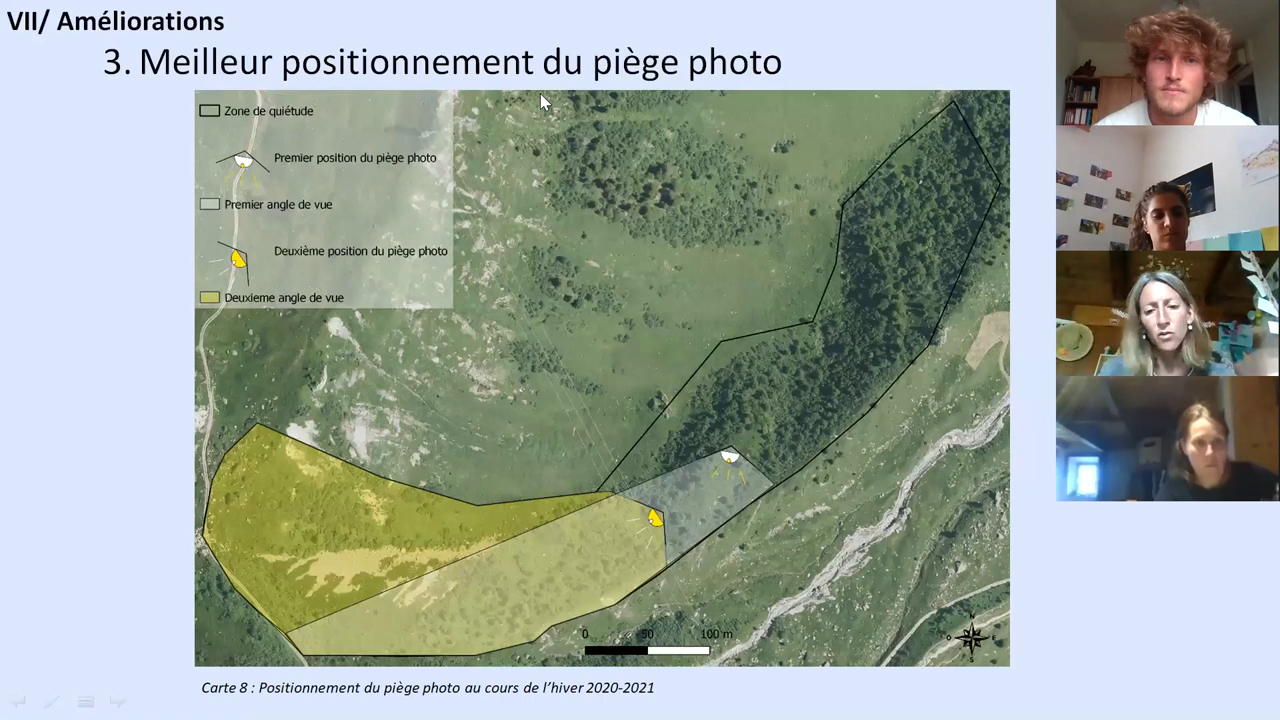 VII/ Améliorations
3. Meilleur positionnement du piège photo
Zone de quiétude
Premier position du piège photo
Premier angle de vue
Deuxième position du piège photo
Deuxieme angle de vue
0 50 100 m
N
O E
S
Carte 8 : Positionnement du piège photo au cours de l'hiver 2020-2021